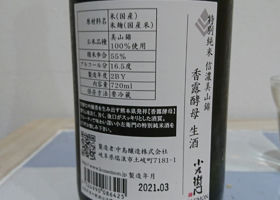 特別純米 信濃美山錦
香露酵母 生酒
小左衛門
原材料名 米(国産)
米麹(国産米)
原料米品種 美山錦
100%使用
精米歩合 55%
アルコール分 16.5度
製造年度 2BY
内容量 720ml
保存方法 要冷蔵
製造者 中島醸造株式会社
岐阜県瑞浪市土岐町7181-1
製造年月
2021.03